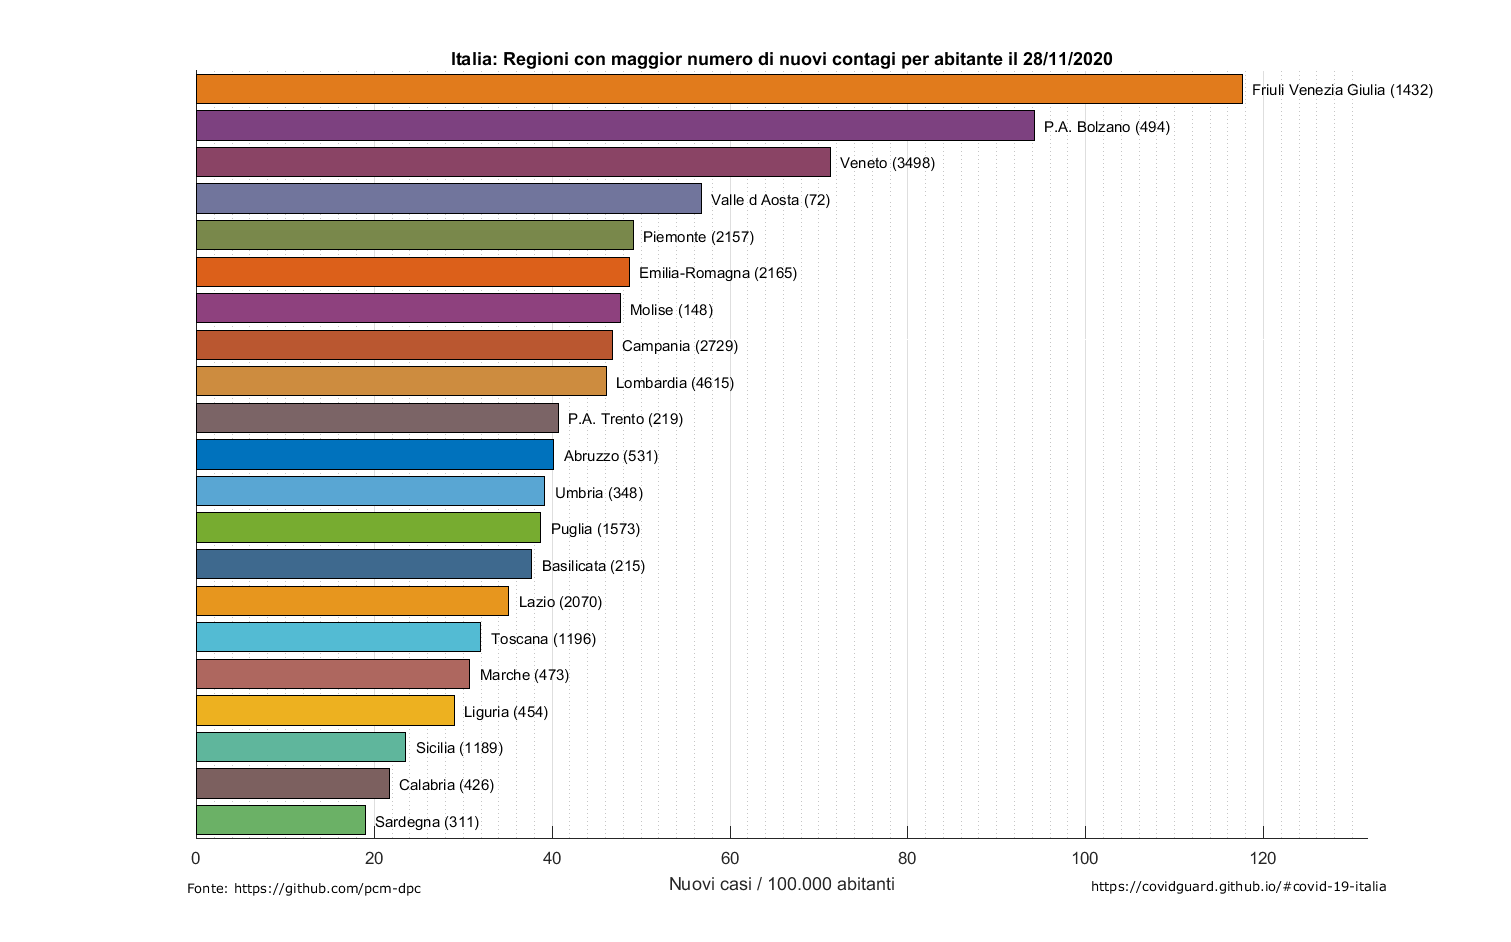 Italia: Regioni con maggior numero di nuovi contagi per abitante il 28/11/2020
Friuli Venezia Giulia (1432)
P.A. Bolzano (494)
Veneto (3498)
Valle d Aosta (72)
Piemonte (2157)
Emilia-Romagna (2165)
Molise (148)
Campania (2729)
Lombardia (4615)
P.A. Trento (219)
Abruzzo (531)
Umbria (348)
Puglia (1573)
Basilicata (215)
Lazio (2070)
Toscana (1196)
Marche (473)
Liguria (454)
Sicilia (1189)
Calabria (426)
Sardegna (311)
0 20 40 60 80 100 120
Nuovi casi / 100.000 abitanti
Fonte: https://github.com/pcm-dpc
https://covidguard.github.io/#covid-19-italia